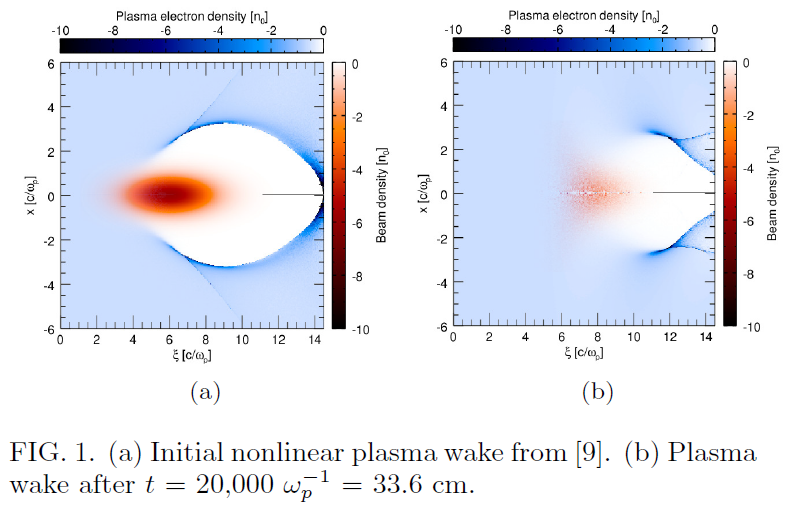 Plasma electron density [n₀]
-10 -8 -6 -4 -2 0
6
4
2
0
-2
-4
-6
x [c/ωₚ]
0 2 4 6 8 10 12 14
ξ [c/ωₚ]
0
-2
-4
-6
-8
-10
Beam density [n₀]
(a)
Plasma electron density [n₀]
-10 -8 -6 -4 -2 0
6
4
2
0
-2
-4
-6
x [c/ωₚ]
0 2 4 6 8 10 12 14
ξ [c/ωₚ]
0
-2
-4
-6
-8
-10
Beam density [n₀]
(b)
FIG. 1. (a) Initial nonlinear plasma wake from [9]. (b) Plasma
wake after t = 20,000 ωₚ⁻¹ = 33.6 cm.